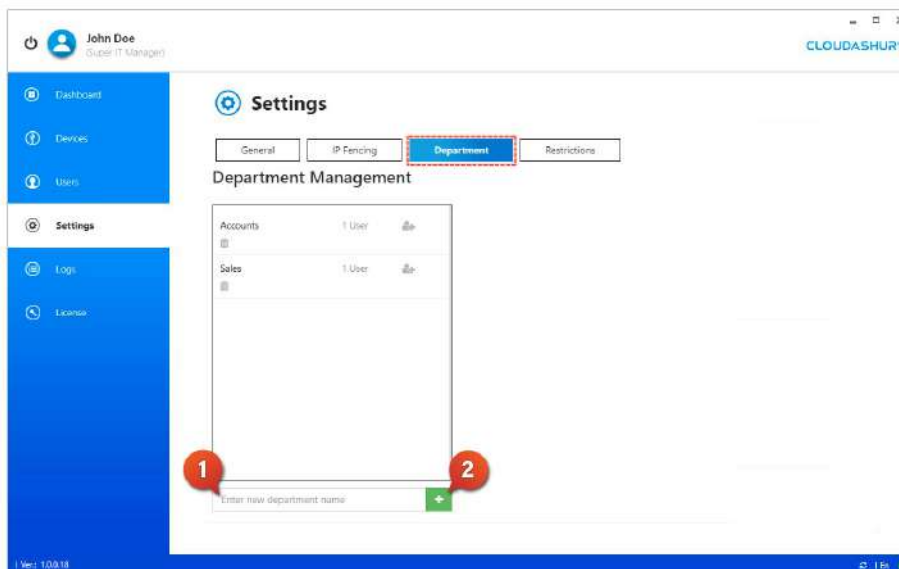 John Doe
(Super IT Manager)
CLOUDASHUR
Dashboard
Devices
Users
Settings
Logs
License
Settings
General IP Fencing Department Restrictions
Department Management
Accounts 1 User
Sales 1 User
1 2
Enter new department name +
Ver.: 1.0.0.18 En